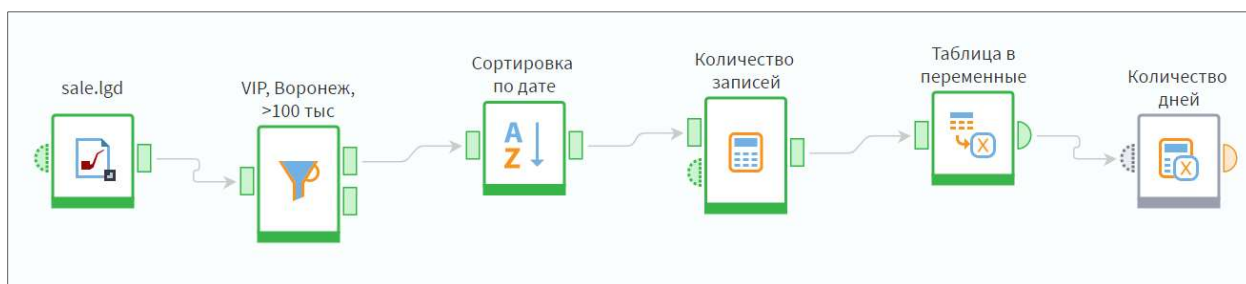 sale.lgd
VIP, Воронеж,
>100 тыс
Сортировка
по дате
A
Z
Количество
записей
Таблица в
переменные
X
Количество
дней
X